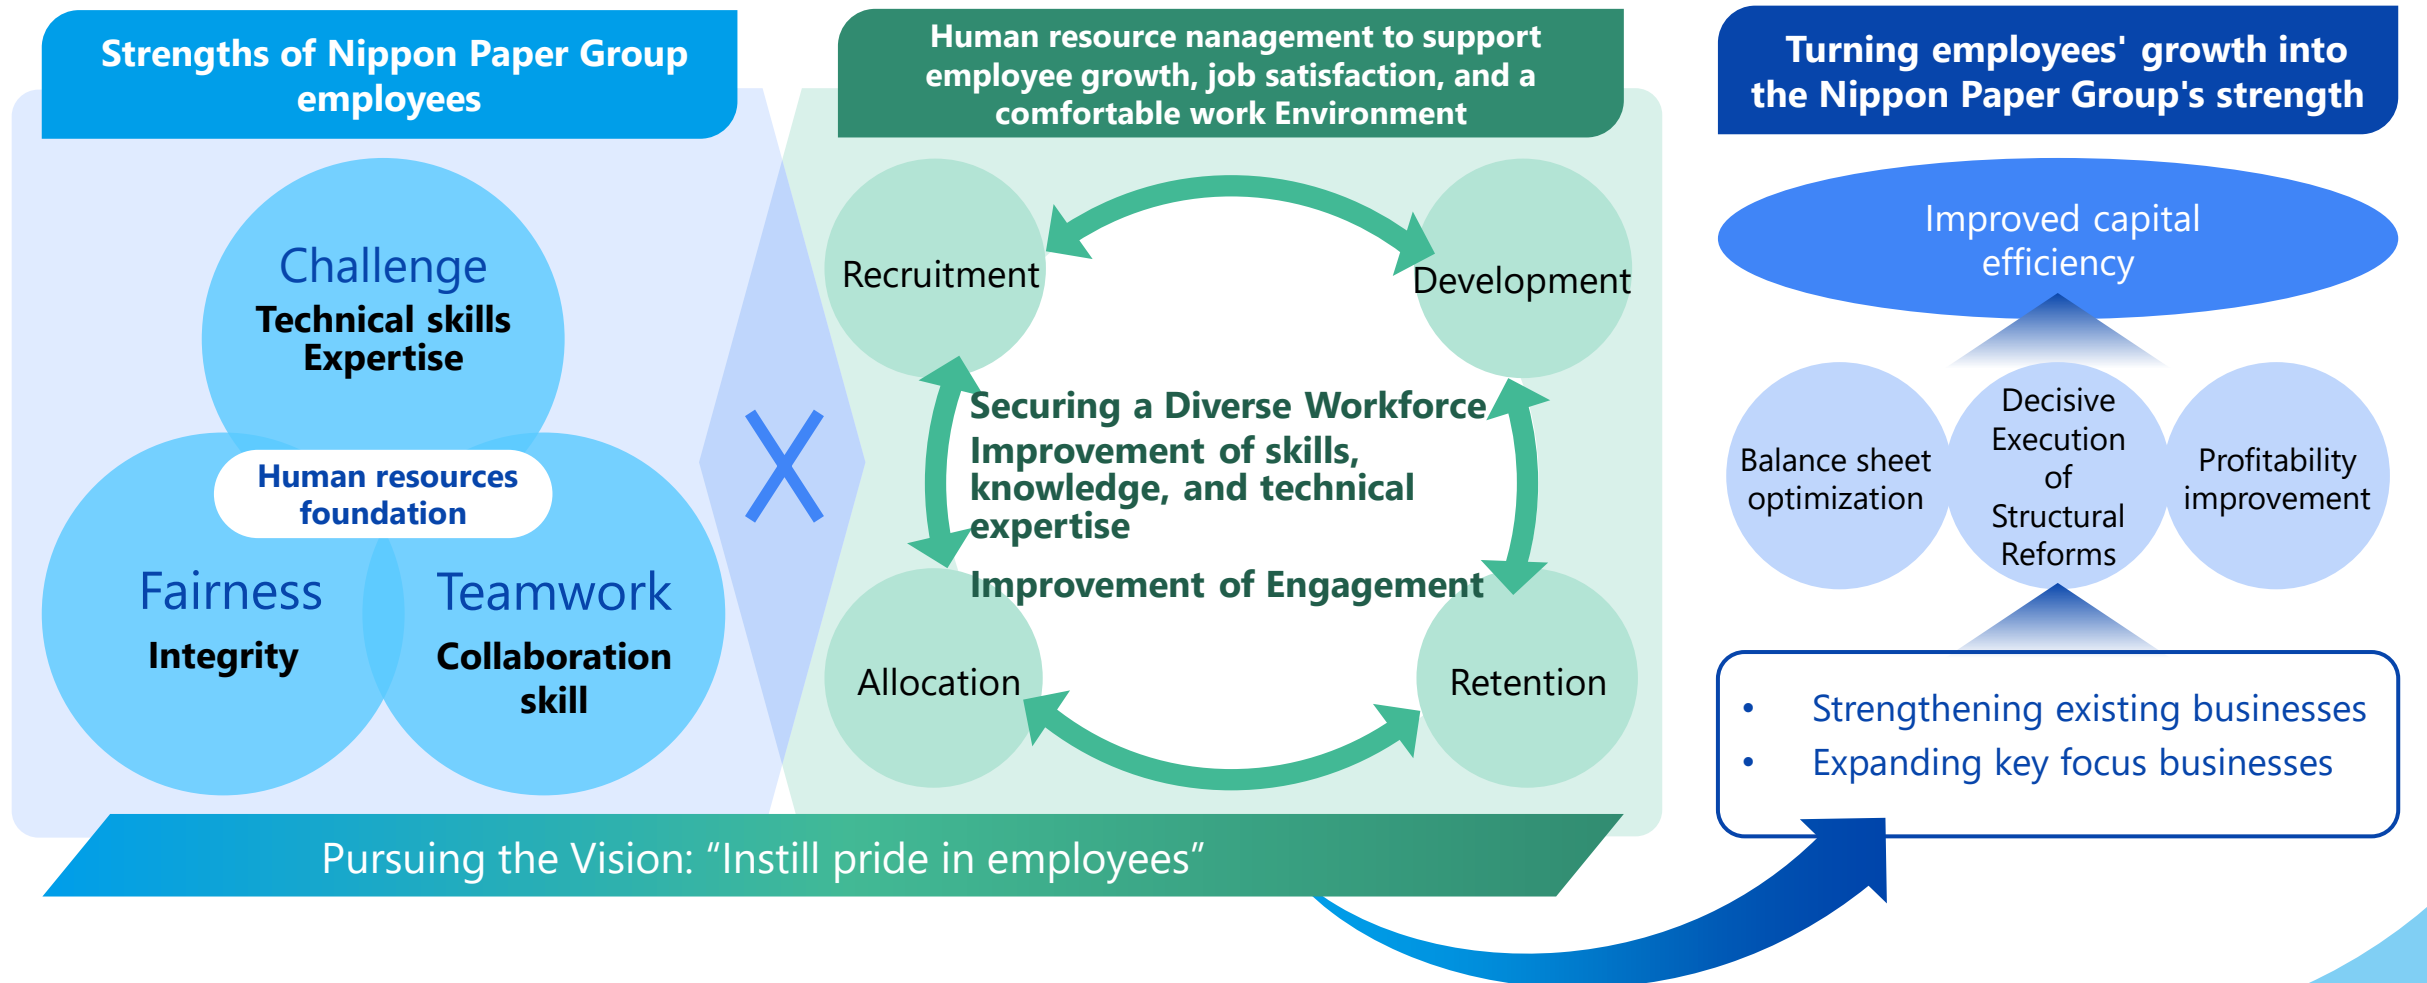 Strengths of Nippon Paper Group
employees
Challenge
Technical skills
Expertise
Human resources
foundation
Fairness
Integrity
Teamwork
Collaboration
skill
X
Human resource nanagement to support
employee growth, job satisfaction, and a
comfortable work Environment
Recruitment
Development
Securing a Diverse Workforce
Improvement of skills,
knowledge, and technical
expertise
Improvement of Engagement
Allocation
Retention
Pursuing the Vision: “Instill pride in employees”
Turning employees' growth into
the Nippon Paper Group's strength
Improved capital
efficiency
Balance sheet
optimization
Decisive
Execution
of
Structural
Reforms
Profitability
improvement
• Strengthening existing businesses
• Expanding key focus businesses